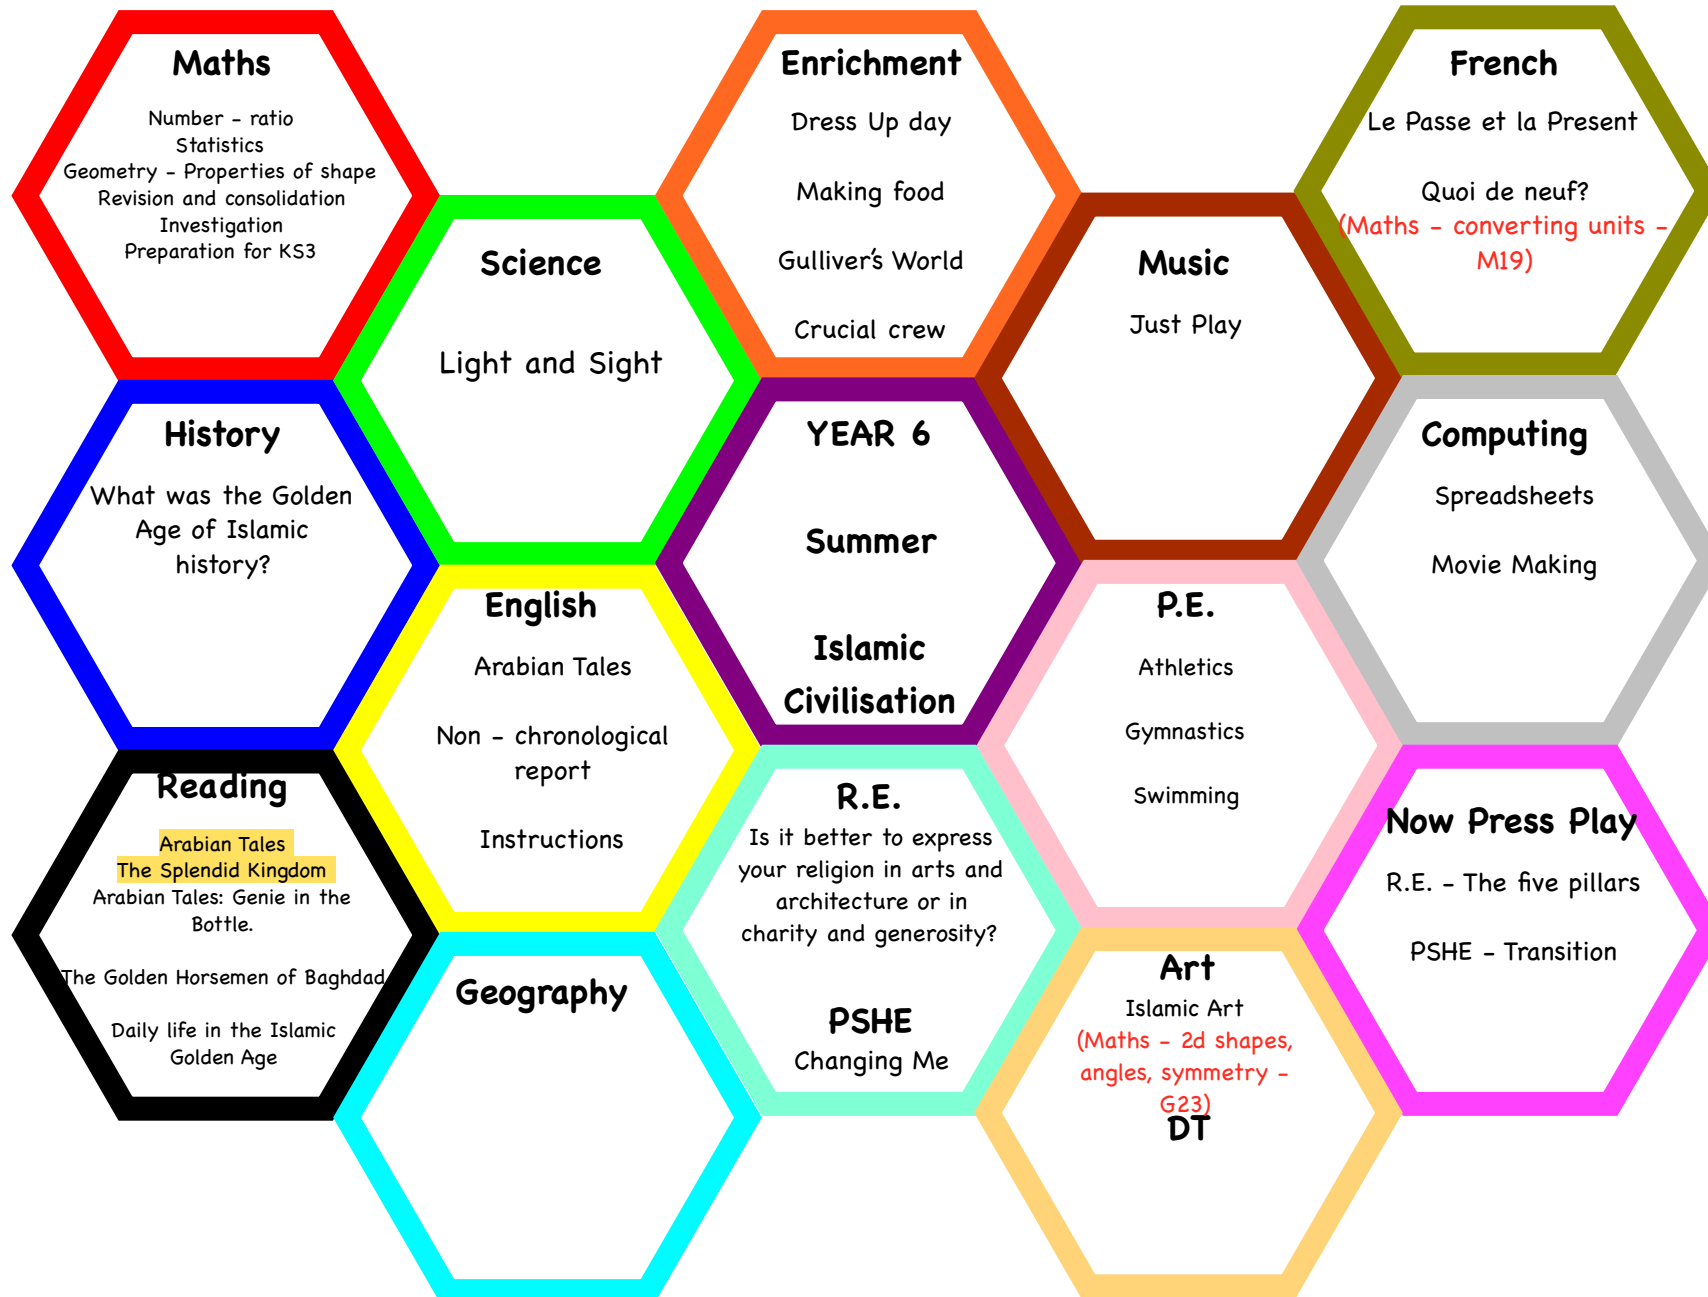 Maths
Number – ratio
Statistics
Geometry – Properties of shape
Revision and consolidation
Investigation
Preparation for KS3
Enrichment
Dress Up day
Making food
Gulliver's World
Crucial crew
French
Le Passe et la Present
Quoi de neuf?
(Maths – converting units –
M19)
Science
Light and Sight
Music
Just Play
History
What was the Golden
Age of Islamic
history?
YEAR 6
Summer
Islamic
Civilisation
Computing
Spreadsheets
Movie Making
English
Arabian Tales
Non – chronological
report
Instructions
P.E.
Athletics
Gymnastics
Swimming
Reading
Arabian Tales
The Splendid Kingdom
Arabian Tales: Genie in the
Bottle.
The Golden Horsemen of Baghdad
Daily life in the Islamic
Golden Age
R.E.
Is it better to express
your religion in arts and
architecture or in
charity and generosity?
PSHE
Changing Me
Now Press Play
R.E. – The five pillars
PSHE – Transition
Geography
Art
Islamic Art
(Maths – 2d shapes,
angles, symmetry –
G23)
DT